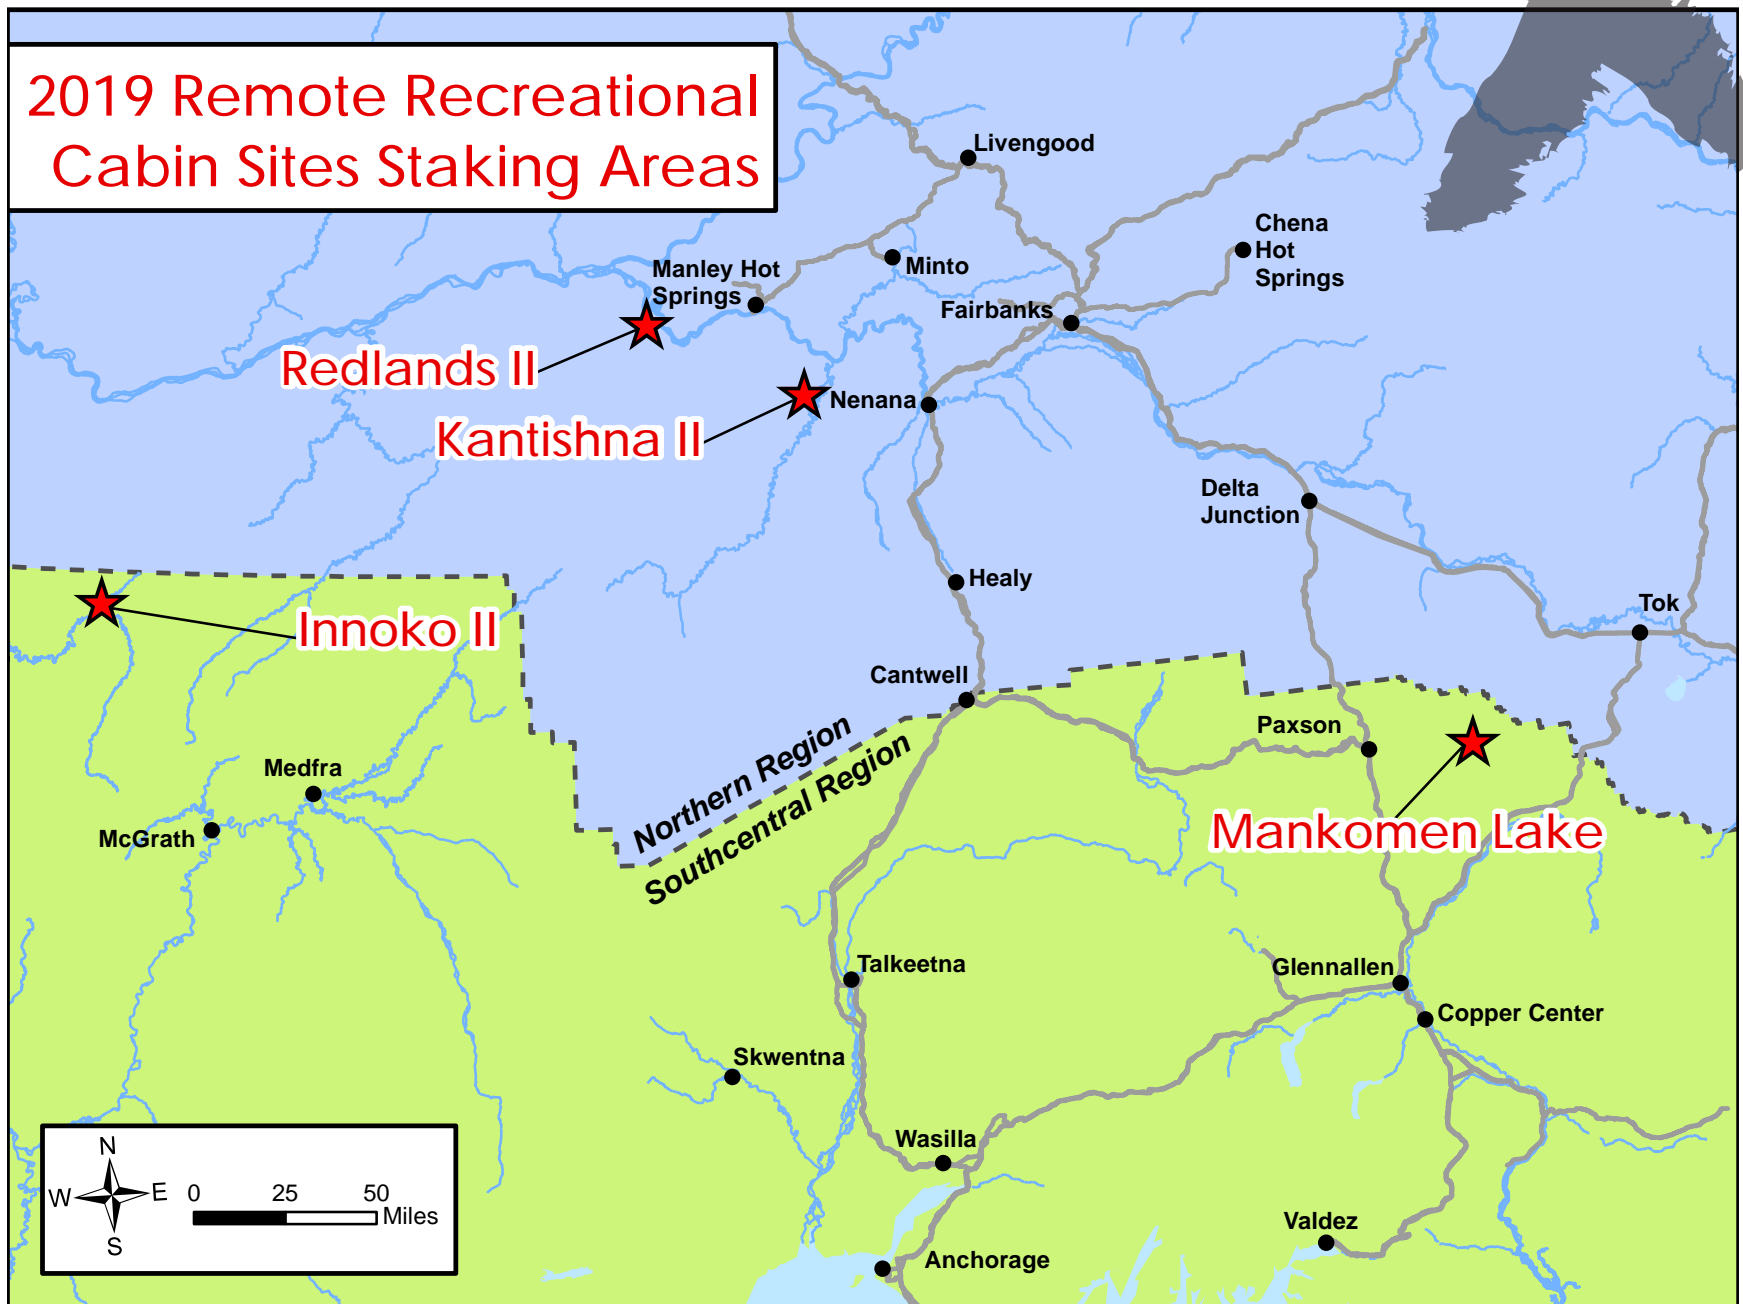 2019 Remote Recreational
Cabin Sites Staking Areas
Livengood
Chena
Hot
Springs
Minto
Manley Hot
Springs
Fairbanks
Redlands II
Nenana
Kantishna II
Delta
Junction
Healy
Tok
Innoko II
Cantwell
Paxson
Northern Region
Southcentral Region
Medfra
McGrath
Mankomen Lake
Talkeetna
Glennallen
Copper Center
Skwentna
Wasilla
Valdez
Anchorage
N
W
E
S
0 25 50
Miles